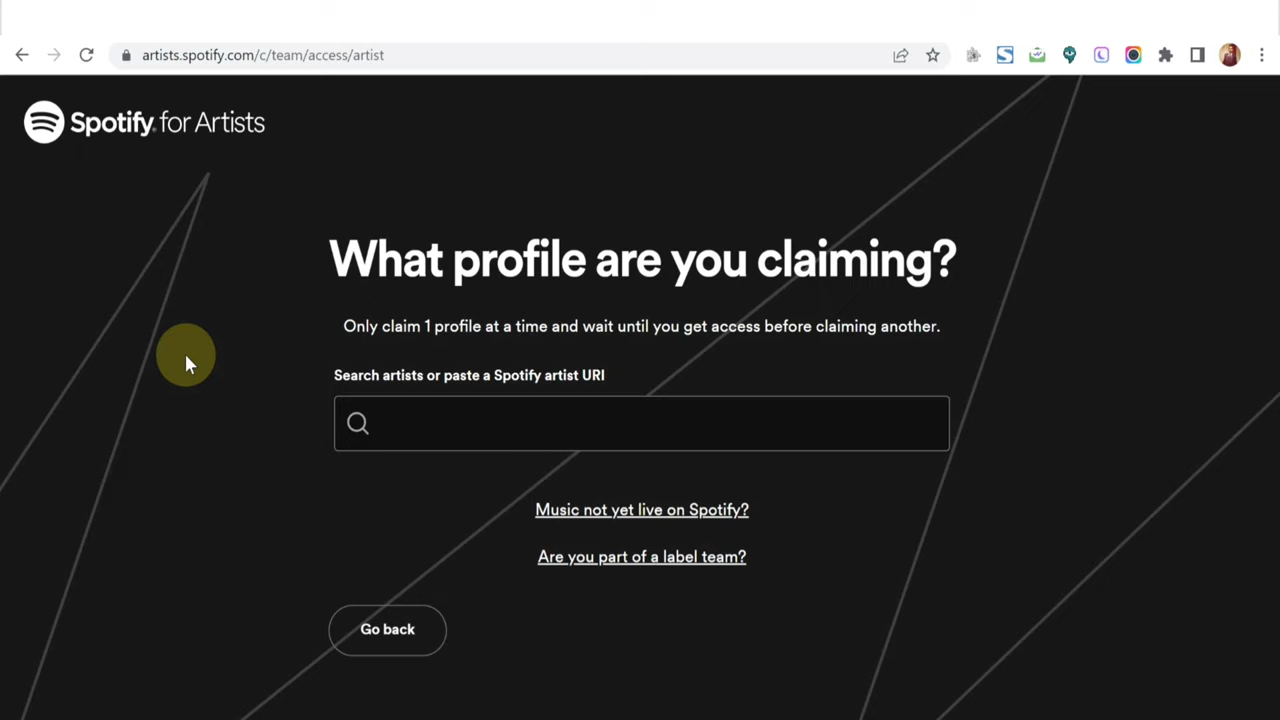 artists.spotify.com/c/team/access/artist
Spotify for Artists
What profile are you claiming?
Only claim 1 profile at a time and wait until you get access before claiming another.
Search artists or paste a Spotify artist URI
Music not yet live on Spotify?
Are you part of a label team?
Go back